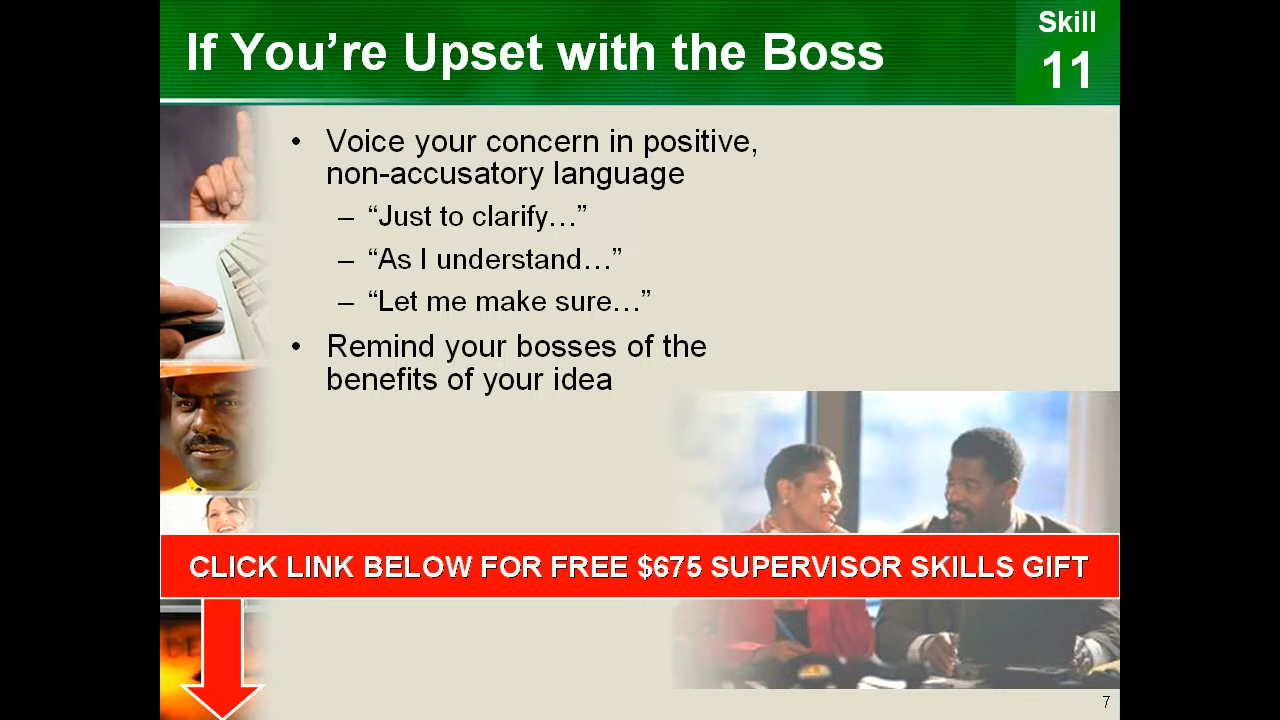 If You’re Upset with the Boss
Skill
11
• Voice your concern in positive,
non-accusatory language
– “Just to clarify…”
– “As I understand…”
– “Let me make sure…”
• Remind your bosses of the
benefits of your idea
CLICK LINK BELOW FOR FREE $675 SUPERVISOR SKILLS GIFT
7